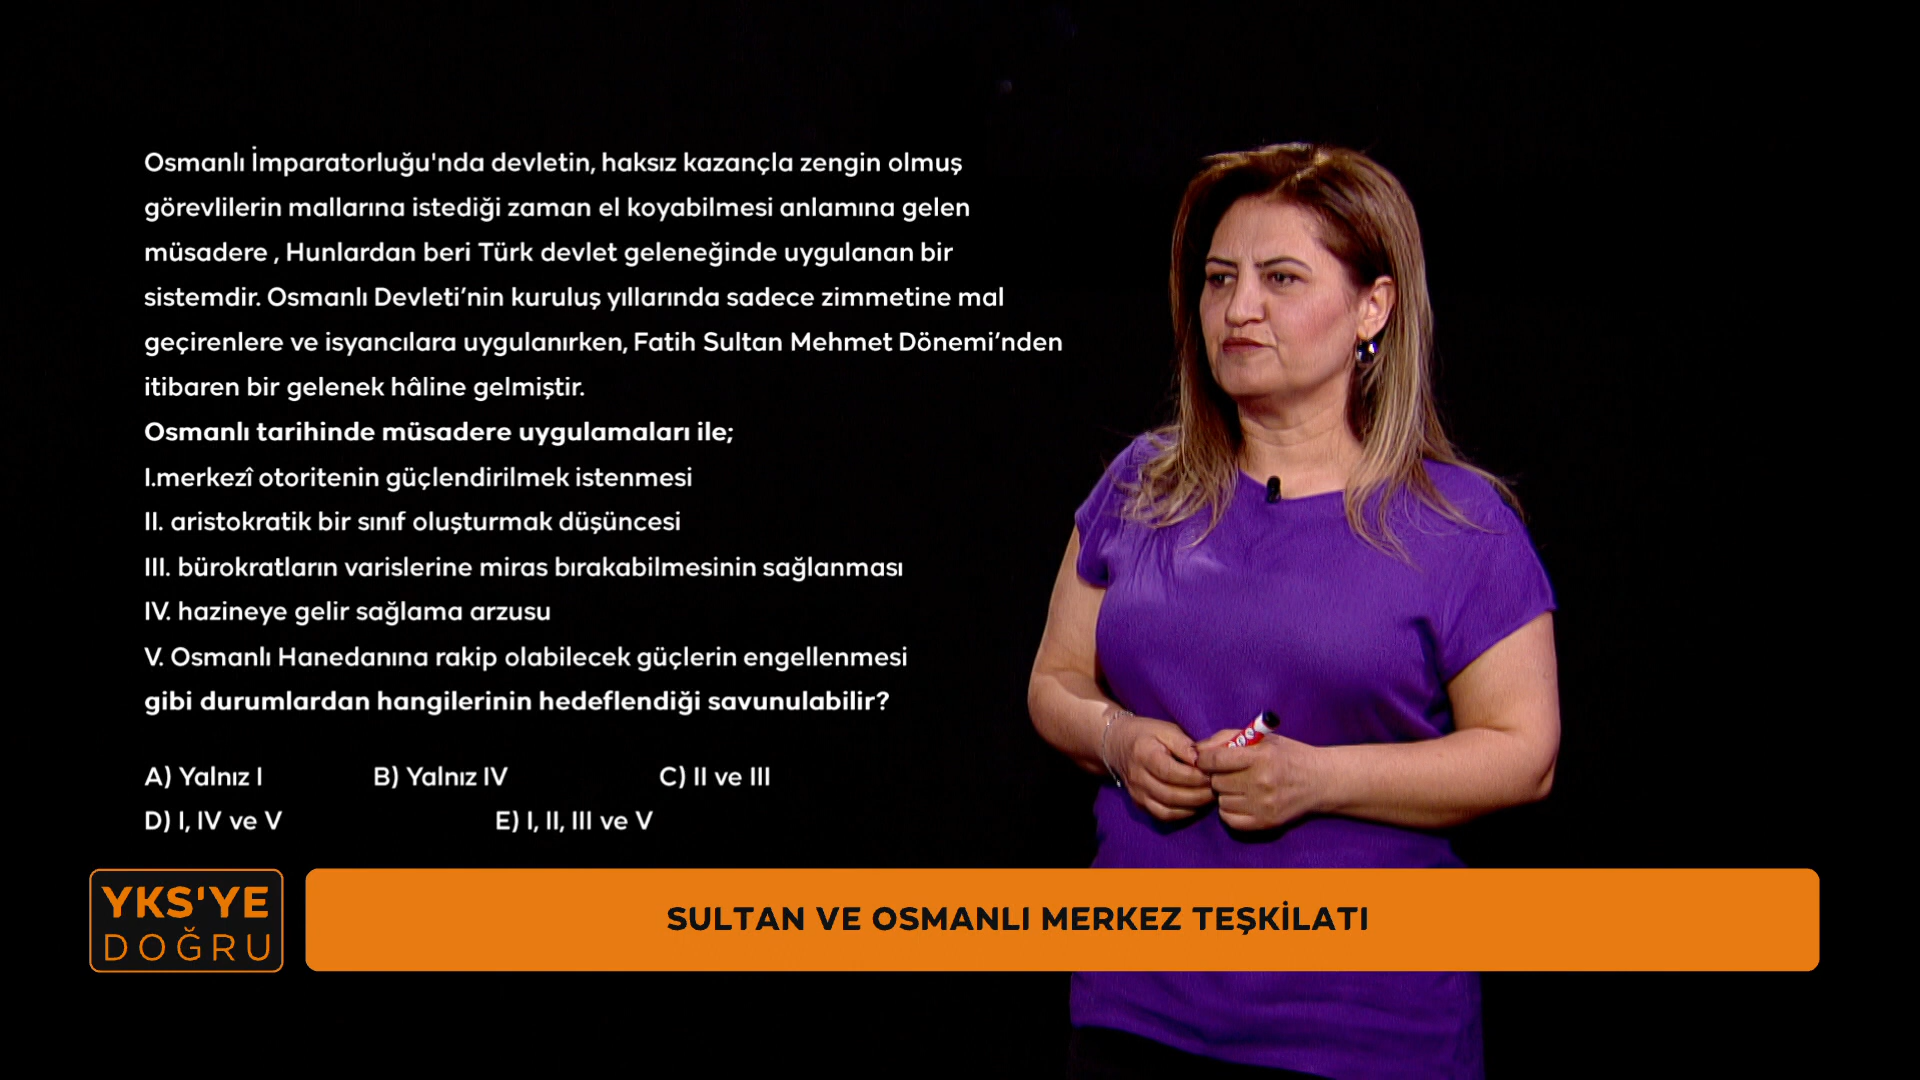 Osmanlı İmparatorluğu'nda devletin, haksız kazançla zengin olmuş
görevlilerin mallarına istediği zaman el koyabilmesi anlamına gelen
müsadere , Hunlardan beri Türk devlet geleneğinde uygulanan bir
sistemdir. Osmanlı Devleti’nin kuruluş yıllarında sadece zimmetine mal
geçirenlere ve isyancılara uygulanırken, Fatih Sultan Mehmet Dönemi’nden
itibaren bir gelenek hâline gelmiştir.
Osmanlı tarihinde müsadere uygulamaları ile;
I.merkezî otoritenin güçlendirilmek istenmesi
II. aristokratik bir sınıf oluşturmak düşüncesi
III. bürokratların varislerine miras bırakabilmesinin sağlanması
IV. hazineye gelir sağlama arzusu
V. Osmanlı Hanedanına rakip olabilecek güçlerin engellenmesi
gibi durumlardan hangilerinin hedeflendiği savunulabilir?
A) Yalnız I B) Yalnız IV C) II ve III
D) I, IV ve V E) I, II, III ve V
YKS'YE
DOĞRU
SULTAN VE OSMANLI MERKEZ TEŞKİLATI